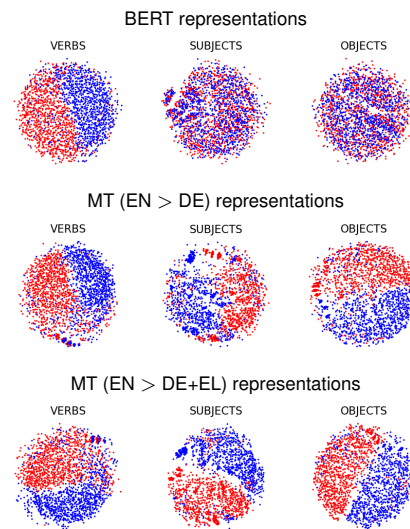 BERT representations
VERBS SUBJECTS OBJECTS
MT (EN > DE) representations
VERBS SUBJECTS OBJECTS
MT (EN > DE+EL) representations
VERBS SUBJECTS OBJECTS